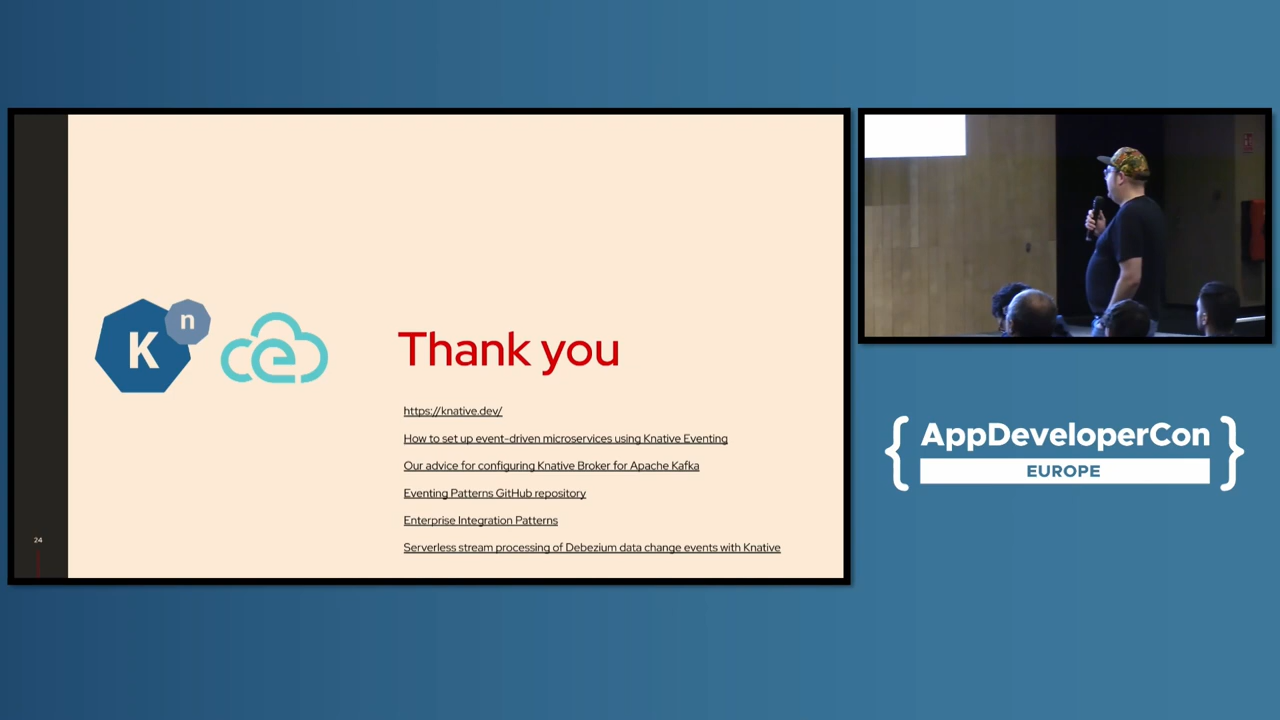 K n
e
Thank you
https://knative.dev/
How to set up event-driven microservices using Knative Eventing
Our advice for configuring Knative Broker for Apache Kafka
Eventing Patterns GitHub repository
Enterprise Integration Patterns
Serverless stream processing of Debezium data change events with Knative
24
{ AppDeveloperCon }
EUROPE